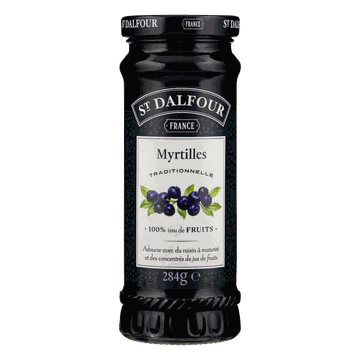 ST DALFOUR
FRANCE
ST DALFOUR
FRANCE
Myrtilles
TRADITIONNELLE
· 100% issu de FRUITS ·
Adoucie avec du raisin à maturité
et des concentrés de jus de fruits.
284g e